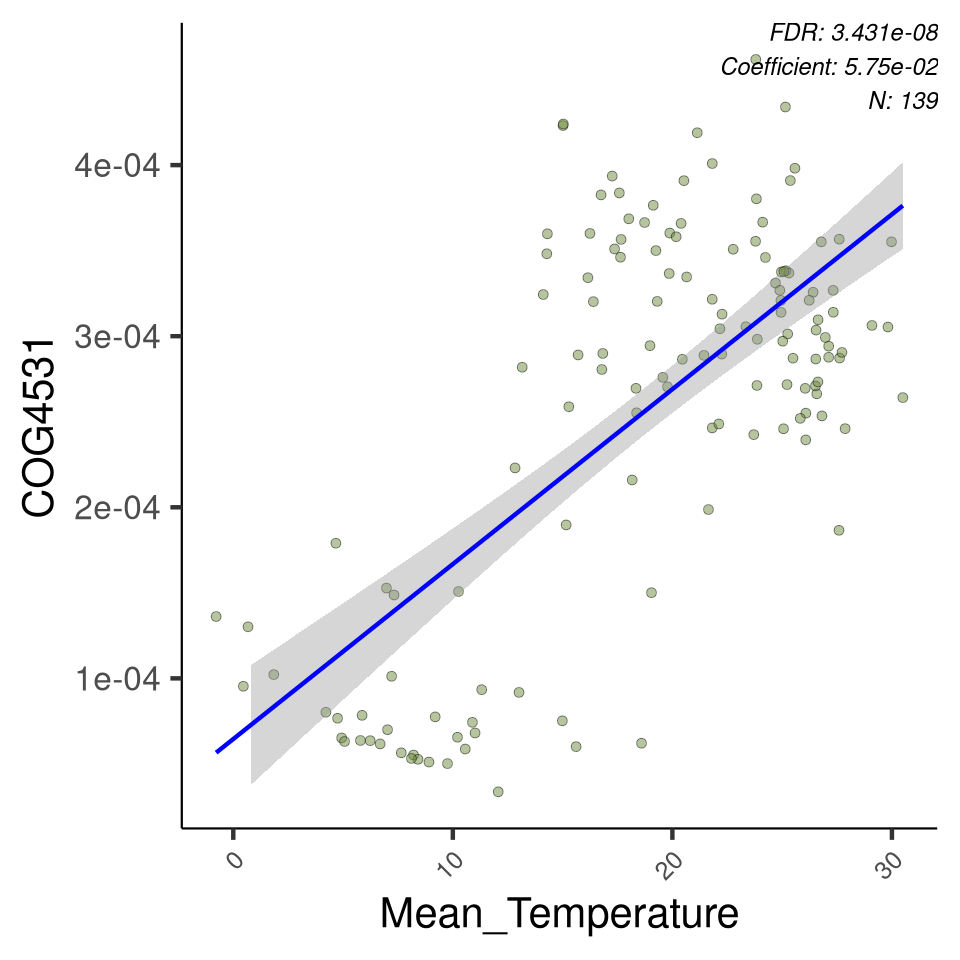 FDR: 3.431e-08
Coefficient: 5.75e-02
N: 139
COG4531
4e-04
3e-04
2e-04
1e-04
0
10
20
30
Mean_Temperature